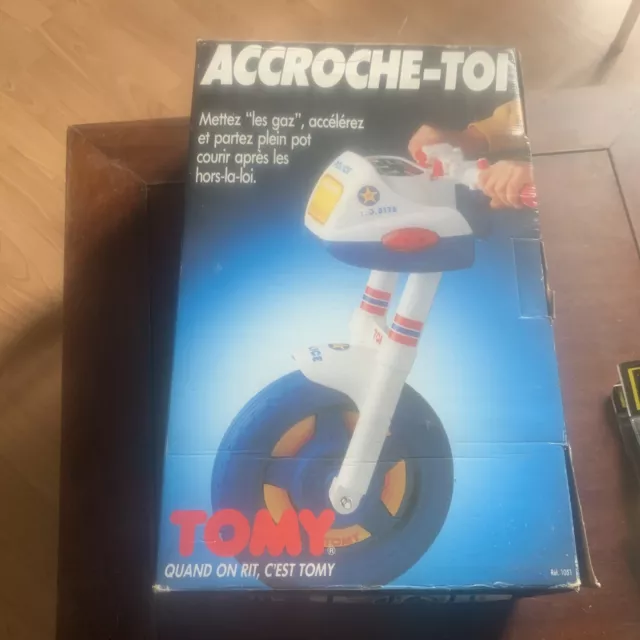 ACCROCHE-TOI
Mettez "les gaz", accélérez
et partez plein pot
courir après les
hors-la-loi.
POLICE
TOMY
TOMY
QUAND ON RIT, C'EST TOMY
Réf. 1001